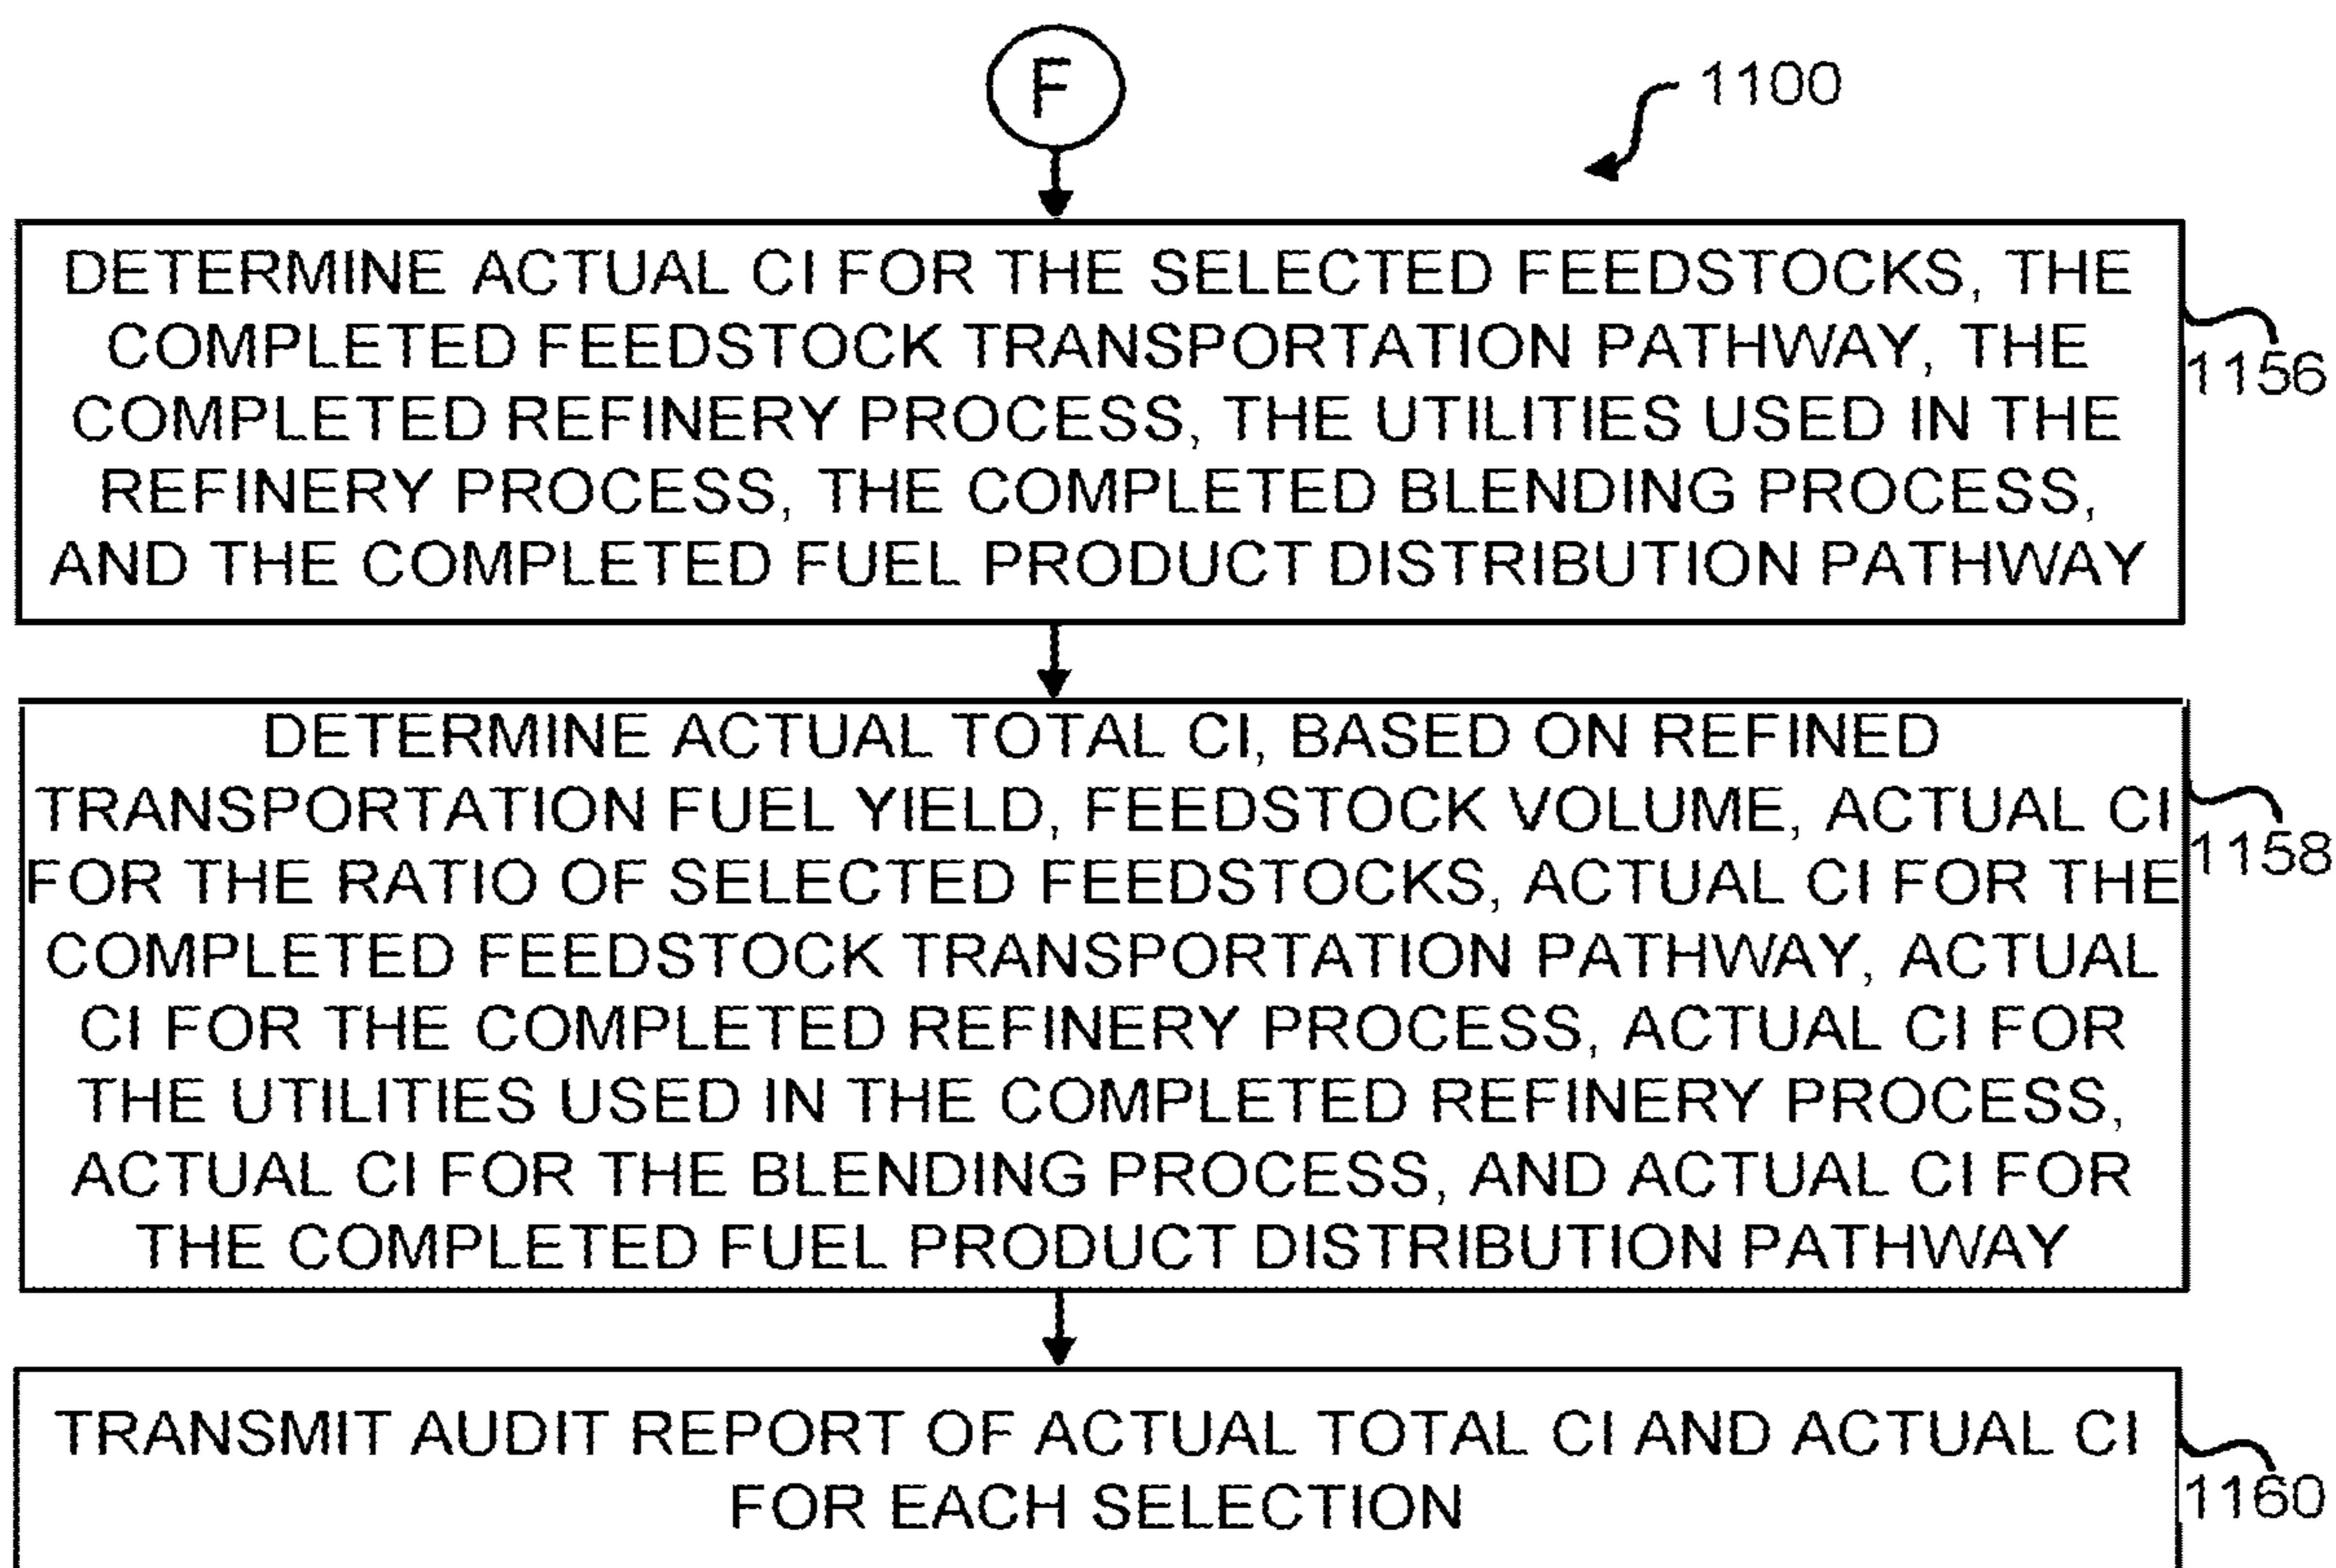 F
1100
DETERMINE ACTUAL CI FOR THE SELECTED FEEDSTOCKS, THE
COMPLETED FEEDSTOCK TRANSPORTATION PATHWAY, THE
COMPLETED REFINERY PROCESS, THE UTILITIES USED IN THE
REFINERY PROCESS, THE COMPLETED BLENDING PROCESS,
AND THE COMPLETED FUEL PRODUCT DISTRIBUTION PATHWAY
1156
DETERMINE ACTUAL TOTAL CI, BASED ON REFINED
TRANSPORTATION FUEL YIELD, FEEDSTOCK VOLUME, ACTUAL CI
FOR THE RATIO OF SELECTED FEEDSTOCKS, ACTUAL CI FOR THE
COMPLETED FEEDSTOCK TRANSPORTATION PATHWAY, ACTUAL
CI FOR THE COMPLETED REFINERY PROCESS, ACTUAL CI FOR
THE UTILITIES USED IN THE COMPLETED REFINERY PROCESS,
ACTUAL CI FOR THE BLENDING PROCESS, AND ACTUAL CI FOR
THE COMPLETED FUEL PRODUCT DISTRIBUTION PATHWAY
1158
TRANSMIT AUDIT REPORT OF ACTUAL TOTAL CI AND ACTUAL CI
FOR EACH SELECTION
1160